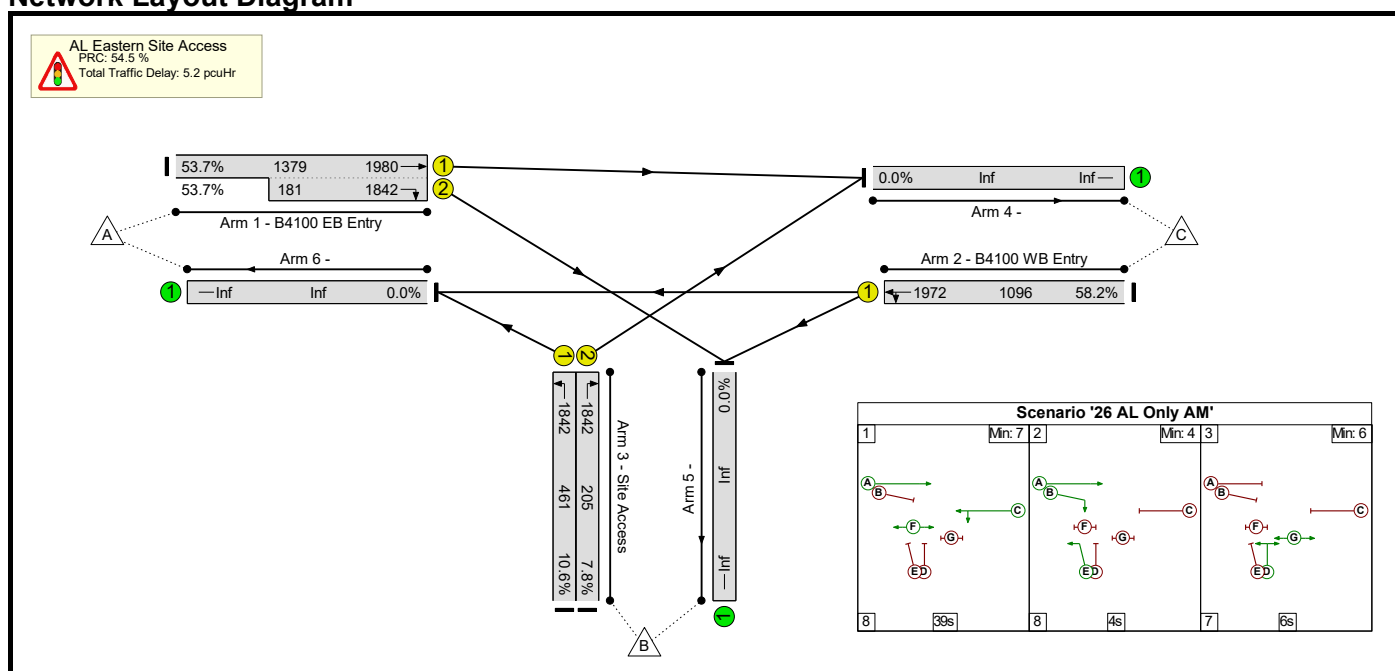 Network Layout Diagram
AL Eastern Site Access
PRC: 54.5 %
Total Traffic Delay: 5.2 pcuHr
53.7% 1379 1980 1
53.7% 181 1842 2
Arm 1 - B4100 EB Entry
A
Arm 6 -
1 Inf Inf 0.0%
0.0% Inf Inf 1
Arm 4 -
C
Arm 2 - B4100 WB Entry
1 1972 1096 58.2%
1 2
1842 461 10.6%
1842 205 7.8%
Arm 3 - Site Access
Arm 5 -
0.0% Inf Inf
1
B
Scenario '26 AL Only AM'
1 Min: 7 2 Min: 4 3 Min: 6
A B C F G E D
A B C F G E D
A B C F G E D
8 39s 8 4s 7 6s